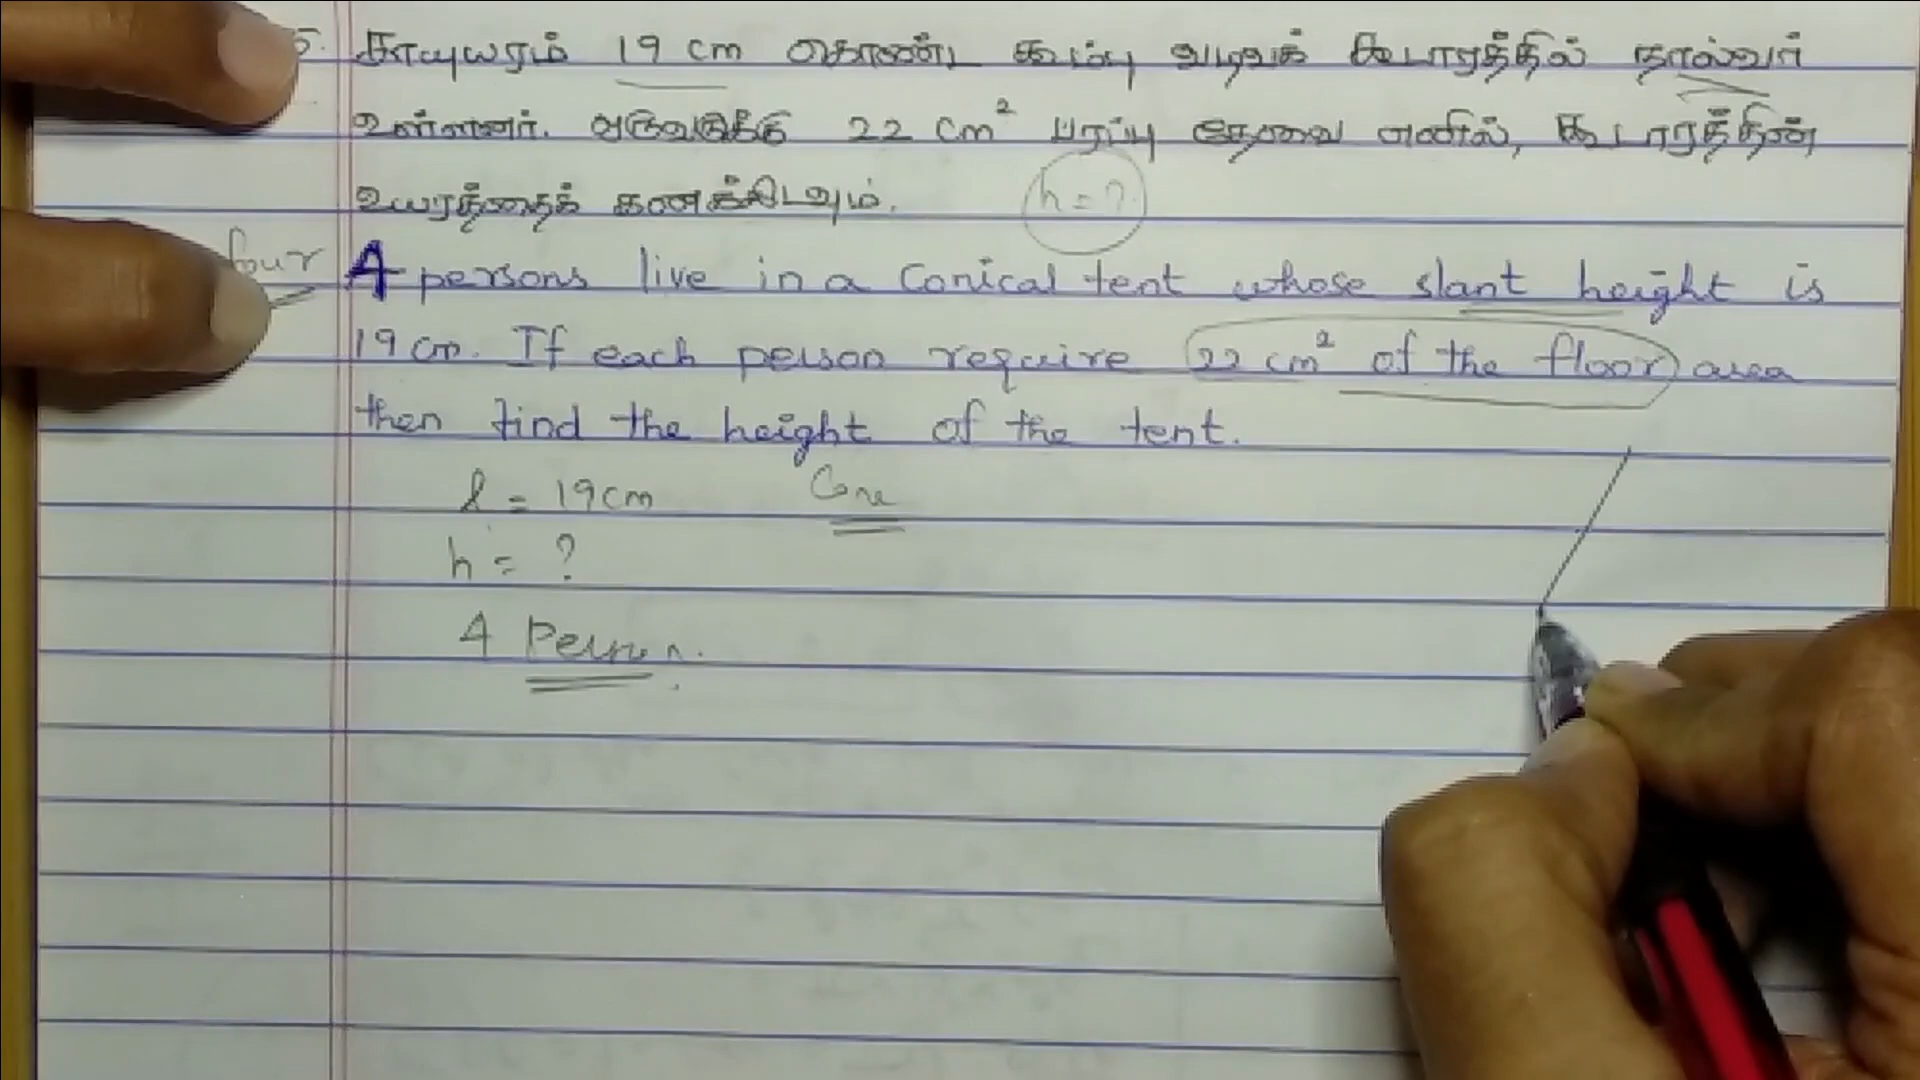 5. சாயுயரம் 19 cm கொண்ட கூம்பு வடிவக் கூடாரத்தில் நால்வர்
உள்ளனர். ஒருவருக்கு 22 cm² பரப்பு தேவை எனில், கூடாரத்தின்
உயரத்தைக் கணக்கிடவும். h = ?
four 4 persons live in a Conical tent whose slant height is
19 cm. If each person require 22 cm² of the floor area
then find the height of the tent.
l = 19cm Cone
h = ?
4 Person.